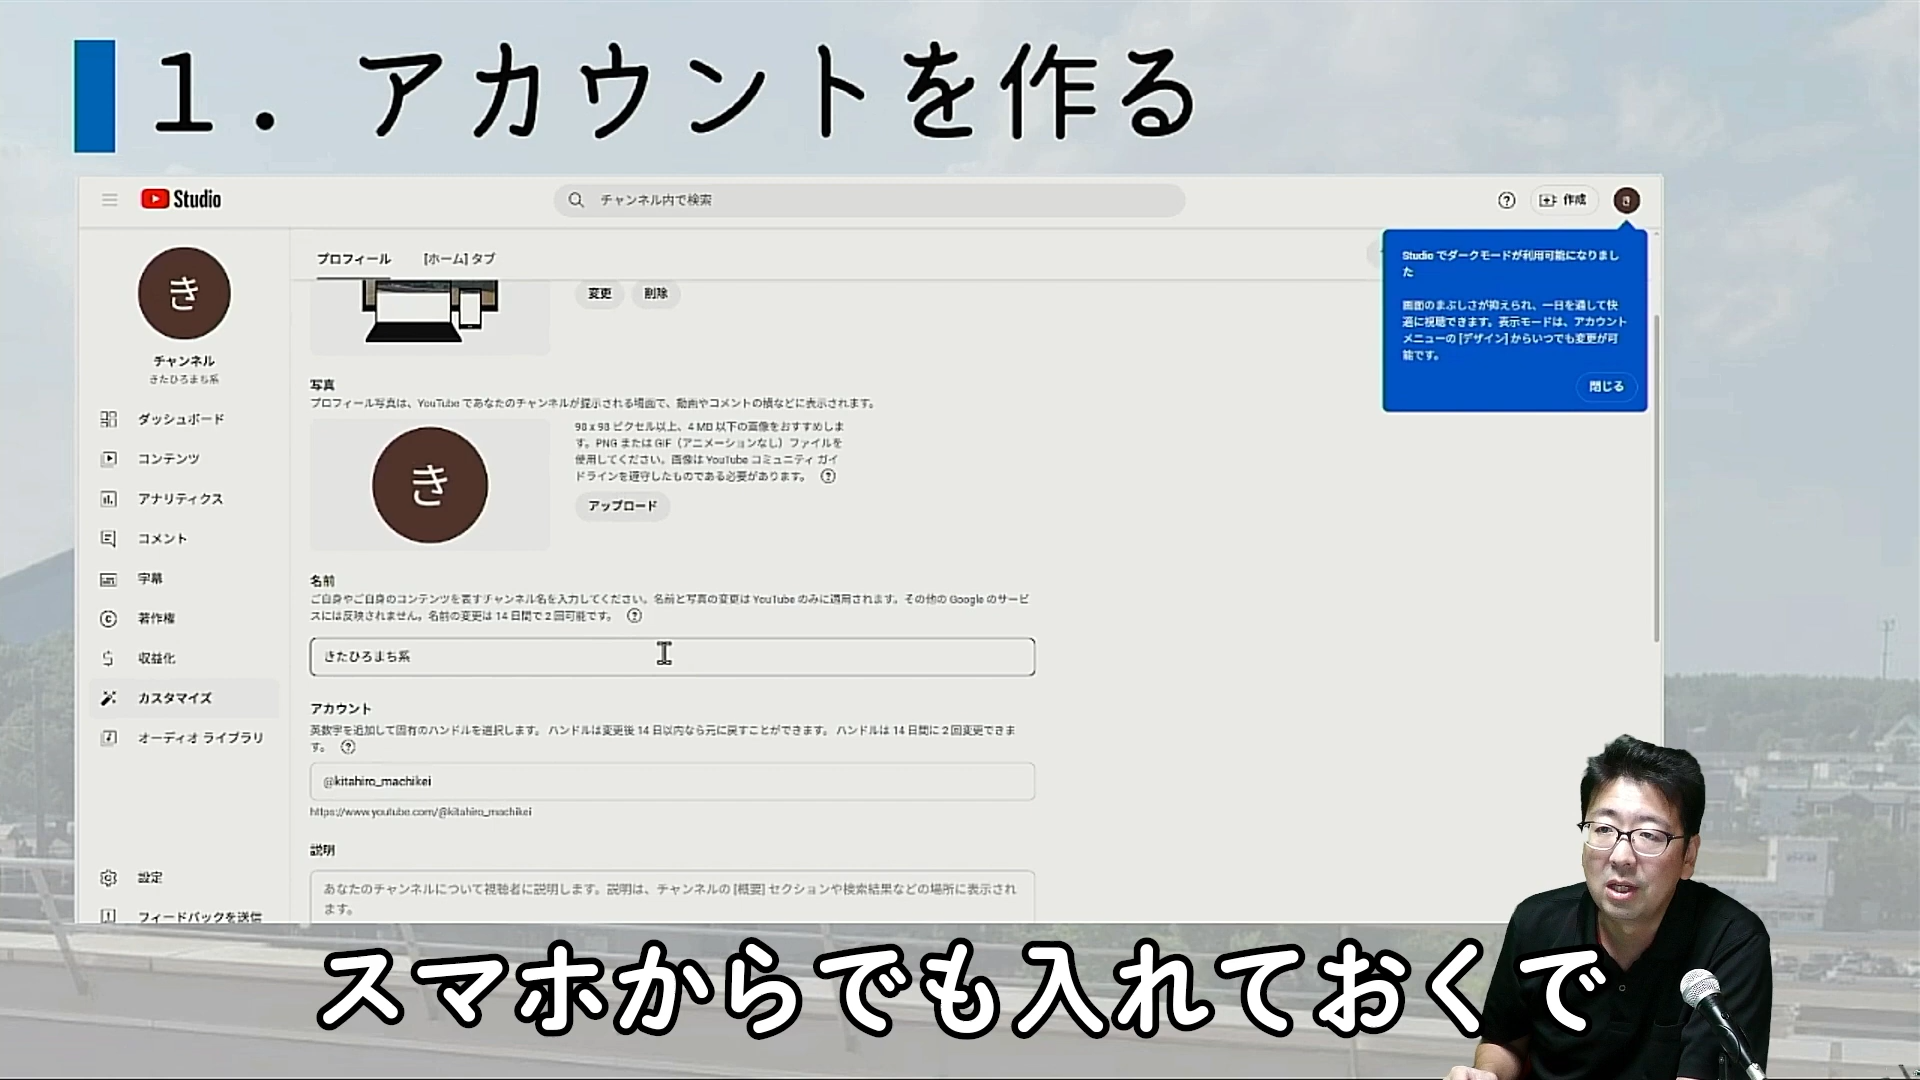 １．アカウントを作る
Studio
チャンネル内で検索
作成
き
き
チャンネル
きたひろまち系
ダッシュボード
コンテンツ
アナリティクス
コメント
字幕
著作権
収益化
カスタマイズ
オーディオ ライブラリ
設定
フィードバックを送信
プロフィール
[ホーム] タブ
変更
削除
写真
プロフィール写真は、YouTube であなたのチャンネルが提示される場面で、動画やコメントの横などに表示されます。
き
98 x 98 ピクセル以上、4 MB 以下の画像をおすすめしま
す。PNG または GIF（アニメーションなし）ファイルを
使用してください。画像は YouTube コミュニティ ガイ
ドラインを遵守したものである必要があります。
アップロード
名前
ご自身やご自身のコンテンツを表すチャンネル名を入力してください。名前と写真の変更は YouTube のみに適用されます。その他の Google のサービ
スには反映されません。名前の変更は 14 日間で 2 回可能です。
きたひろまち系
アカウント
英数字を追加して固有のハンドルを選択します。ハンドルは変更後 14 日以内なら元に戻すことができます。ハンドルは 14 日間に 2 回変更できま
す。
@kitahiro_machikei
https://www.youtube.com/@kitahiro_machikei
説明
あなたのチャンネルについて視聴者に説明します。説明は、チャンネルの [概要] セクションや検索結果などの場所に表示され
ます。
Studio でダークモードが利用可能になりまし
た
画面のまぶしさが抑えられ、一日を通して快
適に視聴できます。表示モードは、アカウント
メニューの [デザイン] からいつでも変更が可
能です。
閉じる
スマホからでも入れておくで